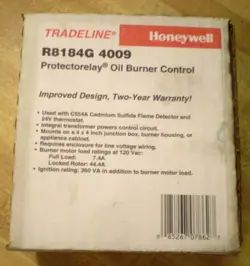 TRADELINE® Honeywell
R8184G 4009
Protectorelay® Oil Burner Control
Improved Design, Two-Year Warranty!
• Used with C554A Cadmium Sulfide Flame Detector and
24V thermostat.
• Integral transformer powers control circuit.
• Mounts on a 4 x 4 inch junction box, burner housing, or
appliance cabinet.
• Requires enclosure for line voltage wiring.
• Burner motor load ratings at 120 Vac:
Full Load: 7.4A
Locked Rotor: 44.4A
• Ignition rating: 360 VA in addition to burner motor load.